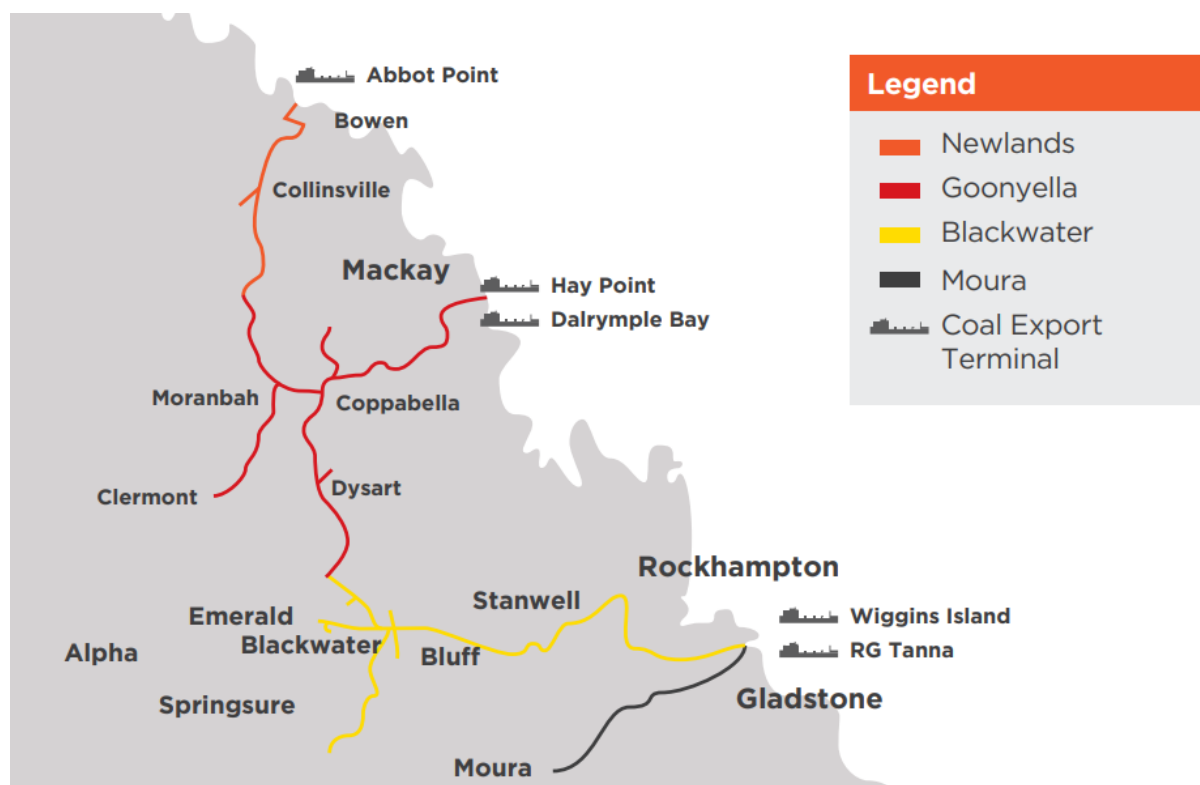 Abbot Point
Bowen
Collinsville
Mackay
Hay Point
Dalrymple Bay
Moranbah
Coppabella
Clermont
Dysart
Rockhampton
Stanwell
Emerald
Wiggins Island
Blackwater
RG Tanna
Alpha
Bluff
Gladstone
Springsure
Moura
Legend
Newlands
Goonyella
Blackwater
Moura
Coal Export
Terminal